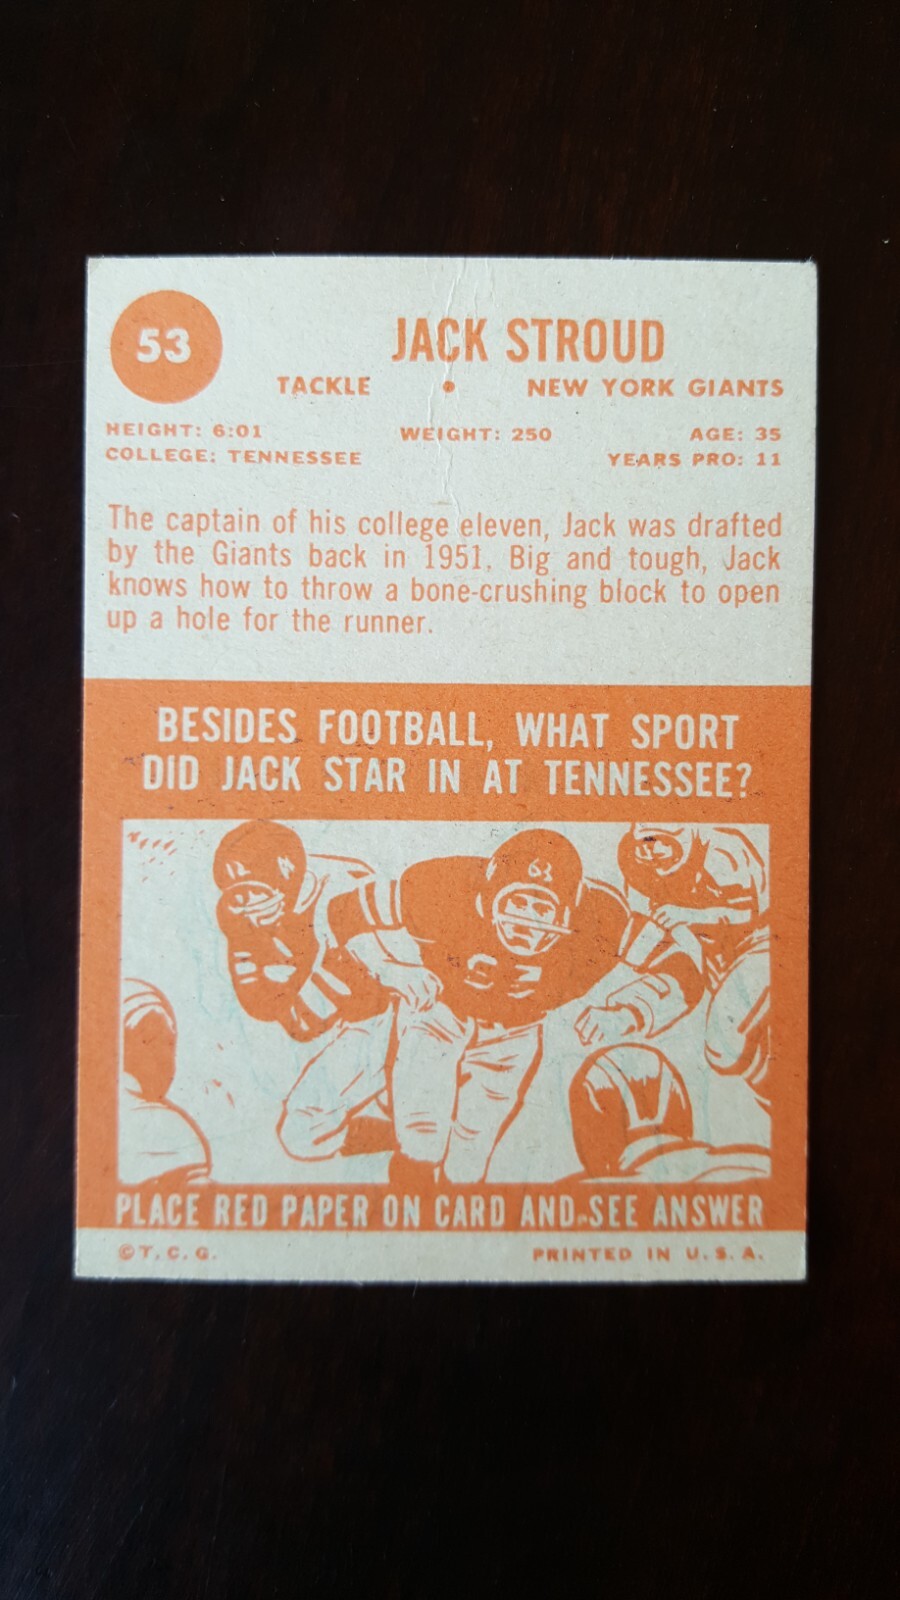 53
JACK STROUD
TACKLE • NEW YORK GIANTS
HEIGHT: 6:01 WEIGHT: 250 AGE: 35
COLLEGE: TENNESSEE YEARS PRO: 11
The captain of his college eleven, Jack was drafted
by the Giants back in 1951. Big and tough, Jack
knows how to throw a bone-crushing block to open
up a hole for the runner.
BESIDES FOOTBALL, WHAT SPORT
DID JACK STAR IN AT TENNESSEE?
63
PLACE RED PAPER ON CARD AND SEE ANSWER
©T.C.G. PRINTED IN U.S.A.